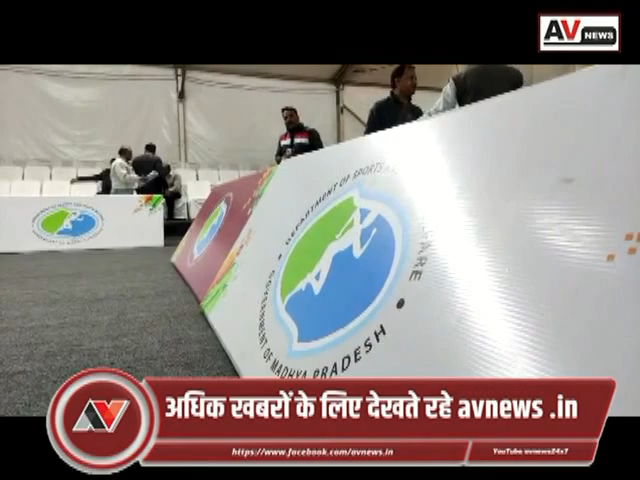 AV NEWS
DEPARTMENT OF SPORTS
GOVERNMENT OF MADHYA PRADESH
अधिक खबरों के लिए देखते रहे avnews .in
https://www.facebook.com/avnews.in
YouTube avnews24x7